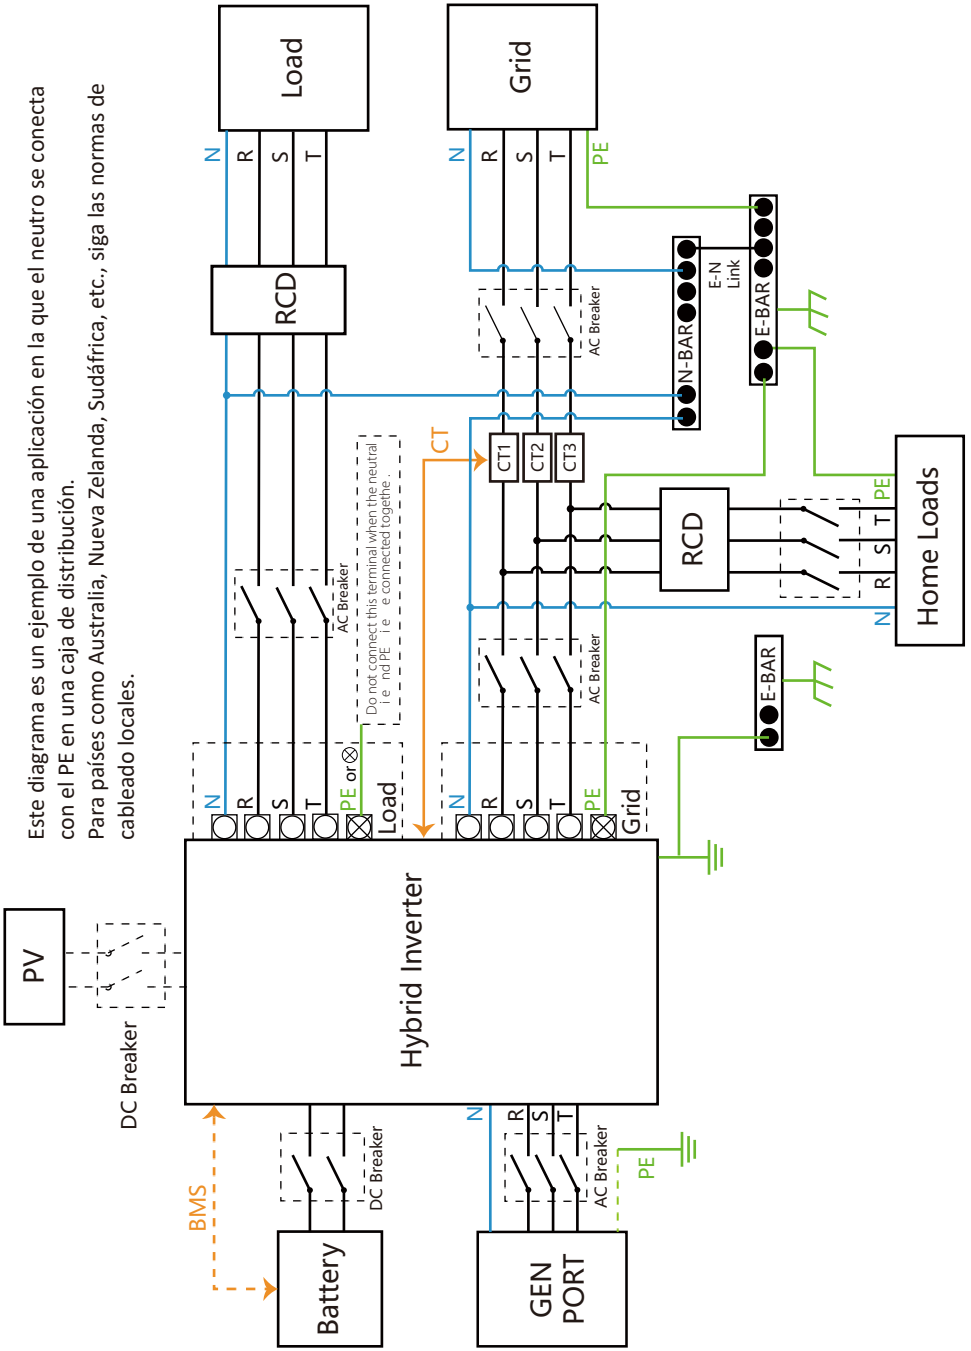 Este diagrama es un ejemplo de una aplicación en la que el neutro se conecta
con el PE en una caja de distribución.
Para países como Australia, Nueva Zelanda, Sudáfrica, etc., siga las normas de
cableado locales.
PV
DC Breaker
Load
N
R
S
T
RCD
AC Breaker
N
R
S
T
PE or
Load
Do not connect this terminal when the neutral
i e nd PE i e e connected togethe .
Grid
N
R
S
T
PE
AC Breaker
N-BAR
E-N
Link
E-BAR
CT
CT1
CT2
CT3
RCD
AC Breaker
N
R
S
T
PE
Grid
N
R
S
T
PE
Home Loads
E-BAR
Hybrid Inverter
BMS
Battery
DC Breaker
N
R
S
T
AC Breaker
PE
GEN
PORT